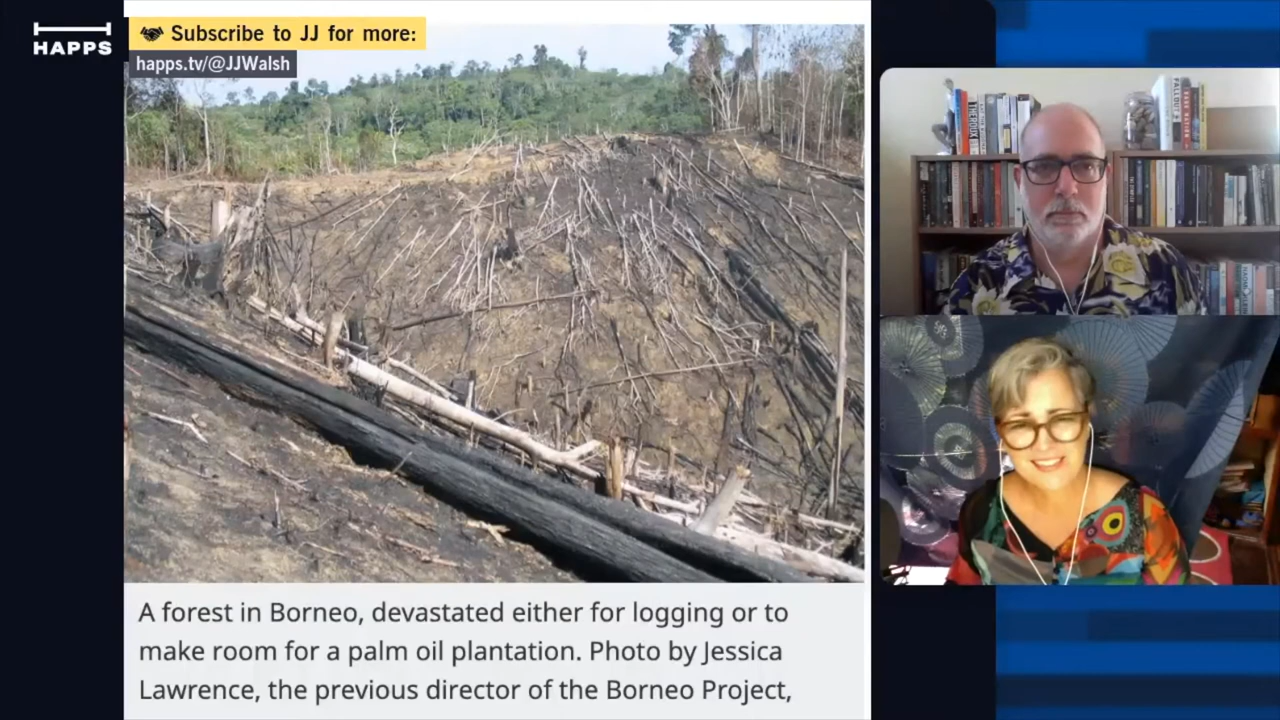 HAPPS
Subscribe to JJ for more:
happs.tv/@JJWalsh
THEROUX
A forest in Borneo, devastated either for logging or to
make room for a palm oil plantation. Photo by Jessica
Lawrence, the previous director of the Borneo Project,